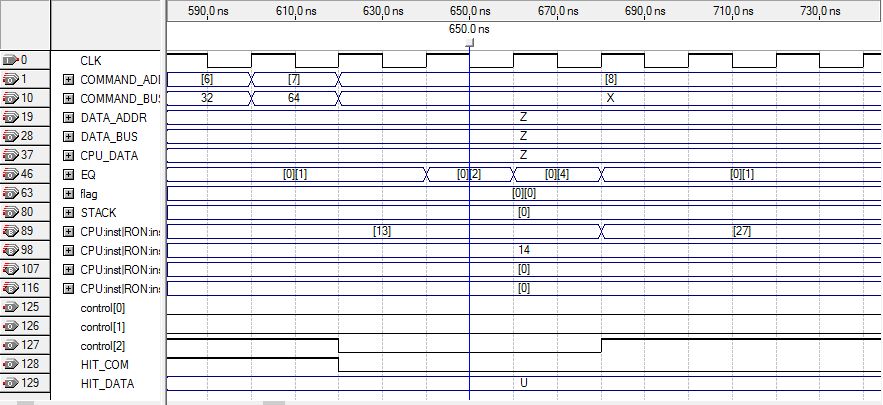 590.0 ns 610.0 ns 630.0 ns 650.0 ns 670.0 ns 690.0 ns 710.0 ns 730.0 ns
650.0 ns
0 CLK
1 COMMAND_ADI [6] [7] [8]
10 COMMAND_BUS 32 64 X
19 DATA_ADDR Z
28 DATA_BUS Z
37 CPU_DATA Z
46 EQ [0][1] [0][2] [0][4] [0][1]
63 flag [0][0]
80 STACK [0]
89 CPU:inst|RON:ins [13] [27]
98 CPU:inst|RON:ins 14
107 CPU:inst|RON:ins [0]
116 CPU:inst|RON:ins [0]
125 control[0]
126 control[1]
127 control[2]
128 HIT_COM
129 HIT_DATA U